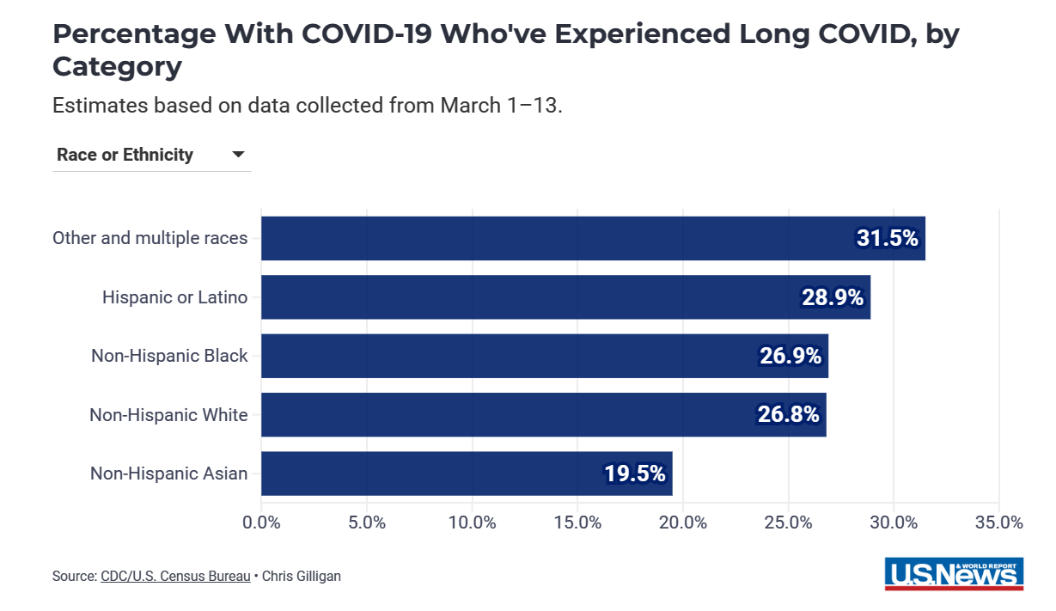 Percentage With COVID-19 Who've Experienced Long COVID, by
Category
Estimates based on data collected from March 1–13.
Race or Ethnicity
Other and multiple races 31.5%
Hispanic or Latino 28.9%
Non-Hispanic Black 26.9%
Non-Hispanic White 26.8%
Non-Hispanic Asian 19.5%
0.0% 5.0% 10.0% 15.0% 20.0% 25.0% 30.0% 35.0%
Source: CDC/U.S. Census Bureau • Chris Gilligan
U.S.News & WORLD REPORT